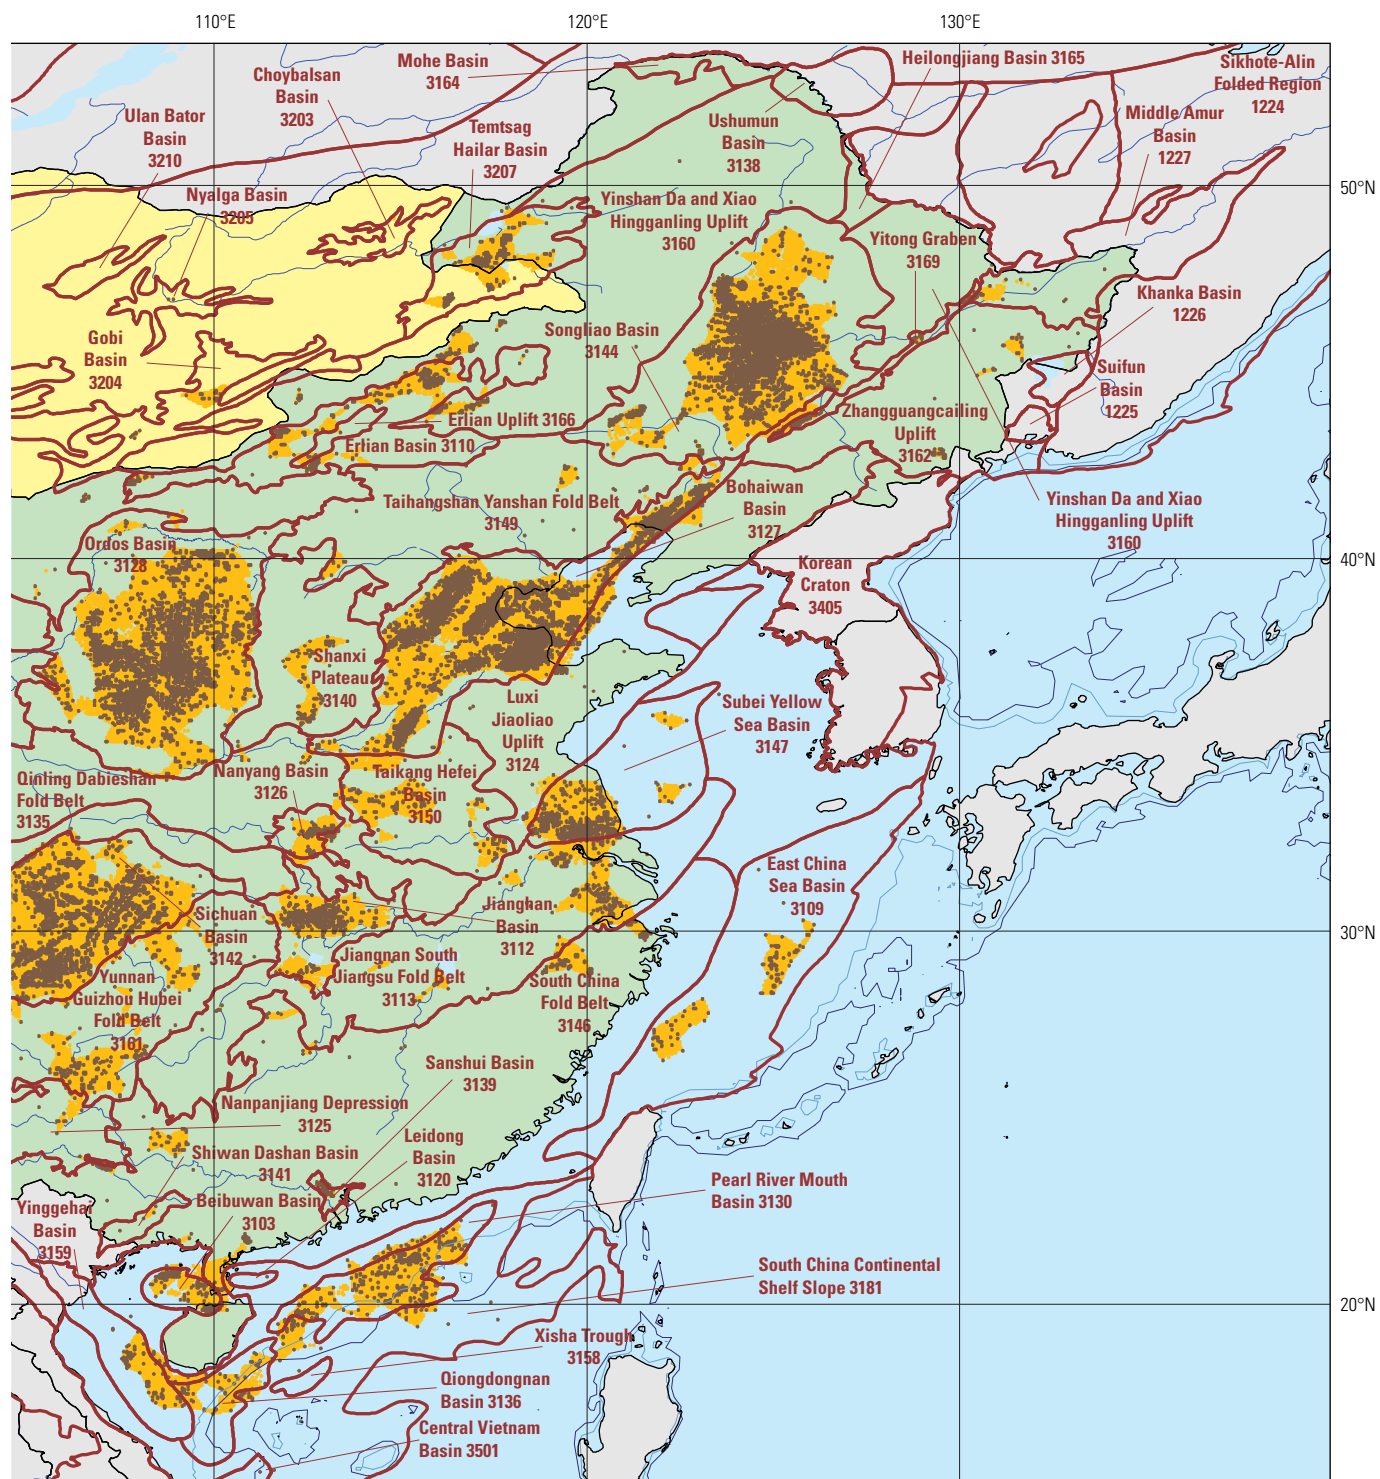 110°E
120°E
130°E
Mohe Basin
3164
Heilongjiang Basin 3165
Sikhote-Alin
Folded Region
1224
Choybalsan
Basin
3203
Ulan Bator
Basin
3210
Temtsag
Hailar Basin
3207
Ushumun
Basin
3138
Middle Amur
Basin
1227
50°N
Nyalga Basin
3205
Yinshan Da and Xiao
Hingganling Uplift
3160
Yitong Graben
3169
Khanka Basin
1226
Gobi
Basin
3204
Songliao Basin
3144
Suifun
Basin
1225
Erlian Uplift 3166
Erlian Basin 3110
Zhangguangcailing
Uplift
3162
Taihangshan Yanshan Fold Belt
3149
Bohaiwan
Basin
3127
Yinshan Da and Xiao
Hingganling Uplift
3160
Ordos Basin
3128
40°N
Korean
Craton
3405
Shanxi
Plateau
3140
Luxi
Jiaoliao
Uplift
3124
Subei Yellow
Sea Basin
3147
Qinling Dabieshan
Fold Belt
3135
Nanyang Basin
3126
Taikang Hefei
Basin
3150
East China
Sea Basin
3109
Sichuan
Basin
3142
Jianghan
Basin
3112
30°N
Yunnan
Guizhou Hubei
Fold Belt
3161
Jiangnan South
Jiangsu Fold Belt
3113
South China
Fold Belt
3146
Sanshui Basin
3139
Nanpanjiang Depression
3125
Leidong
Basin
3120
Shiwan Dashan Basin
3141
Beibuwan Basin
3103
Pearl River Mouth
Basin 3130
Yinggehai
Basin
3159
South China Continental
Shelf Slope 3181
20°N
Xisha Trough
3158
Qiongdongnan
Basin 3136
Central Vietnam
Basin 3501